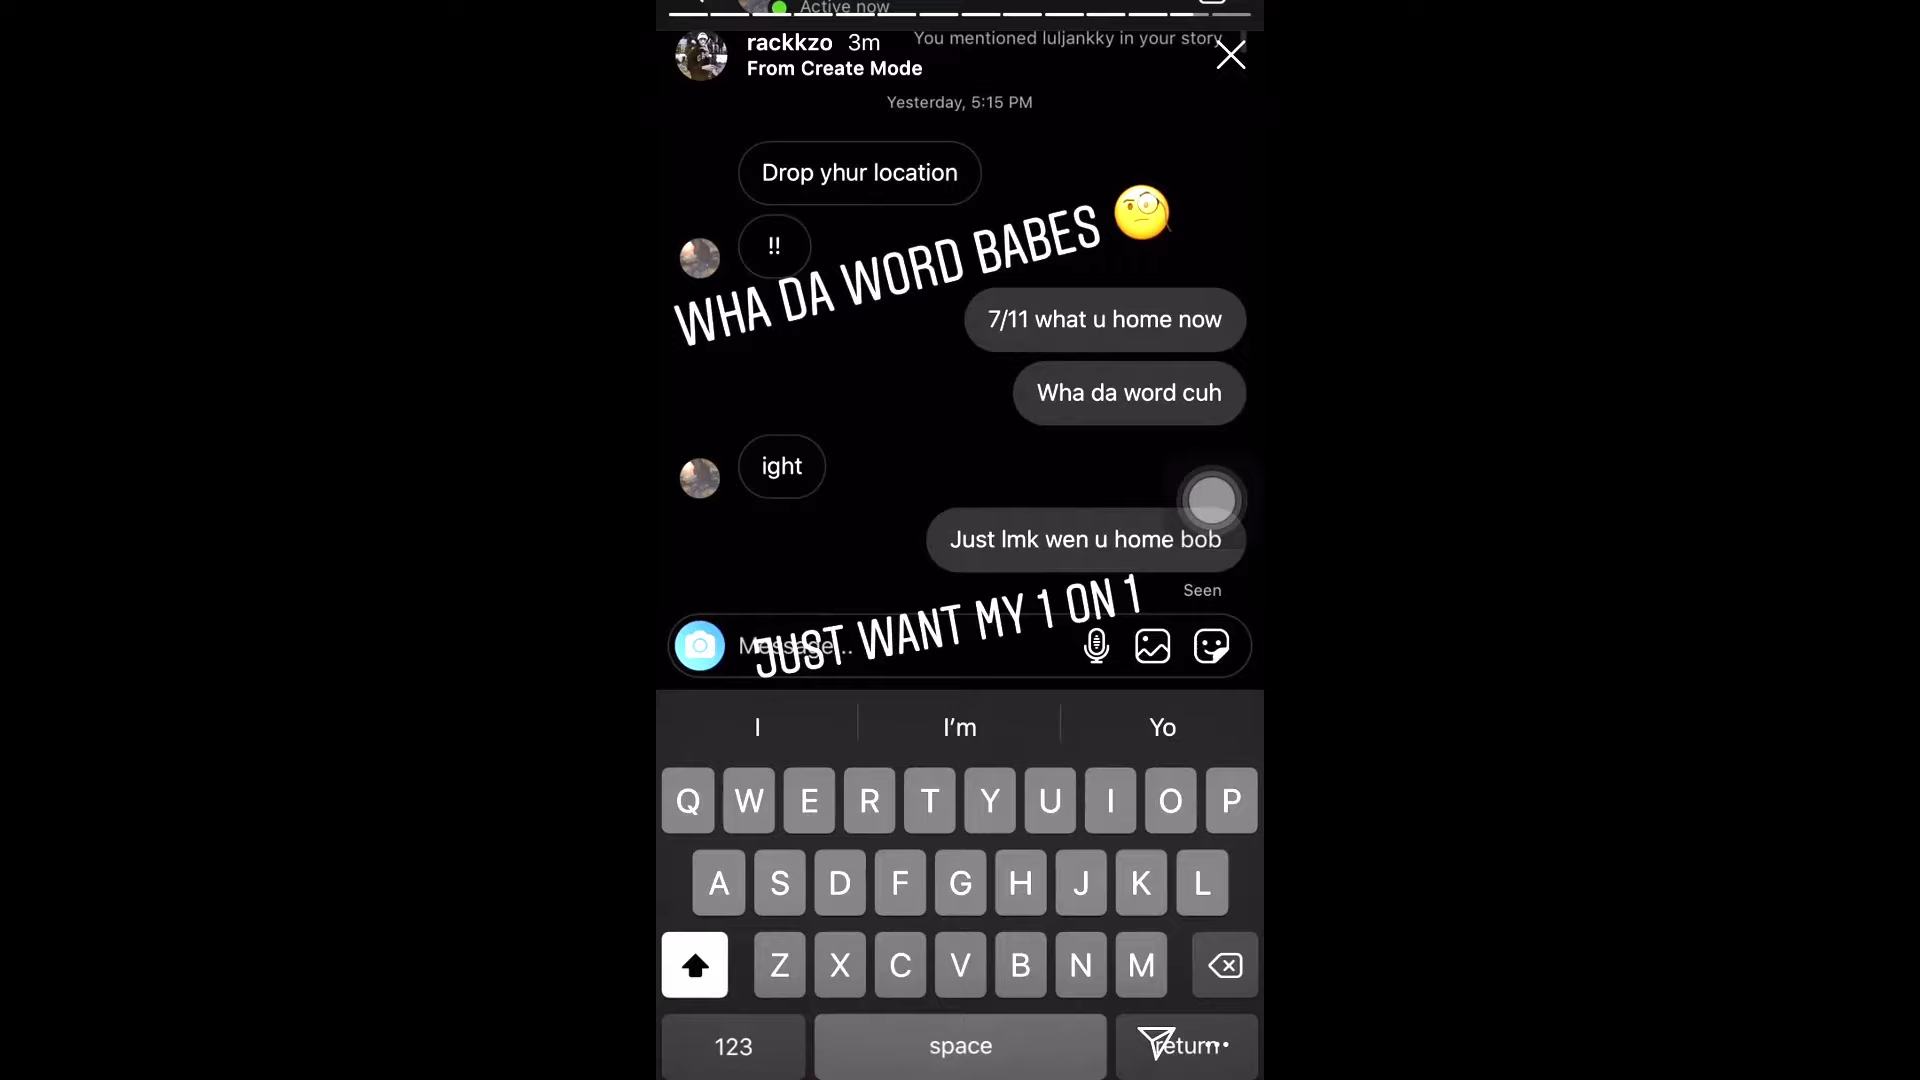 Active now
rackkzo 3m
You mentioned luljankky in your story
From Create Mode
Yesterday, 5:15 PM
Drop yhur location
!!
WHA DA WORD BABES 🧐
7/11 what u home now
Wha da word cuh
ight
Just lmk wen u home bob
Seen
JUST WANT MY 1 ON 1
Message...
I I'm Yo
Q W E R T Y U I O P
A S D F G H J K L
Z X C V B N M
123 space return